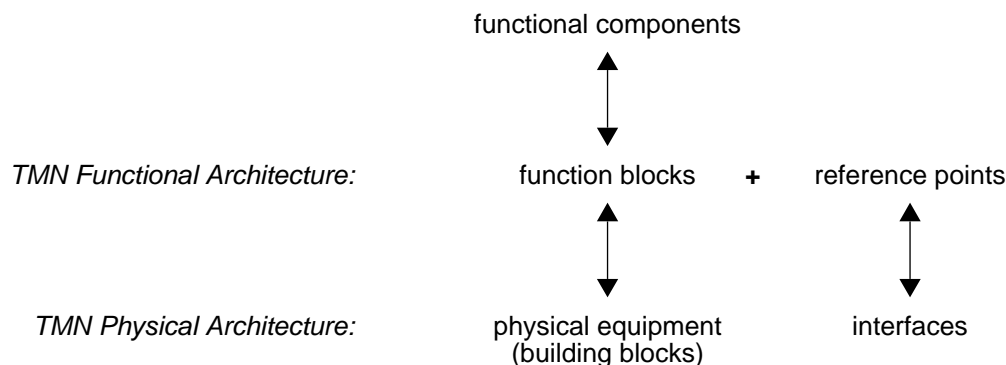 functional components
TMN Functional Architecture: function blocks + reference points
TMN Physical Architecture: physical equipment interfaces
(building blocks)